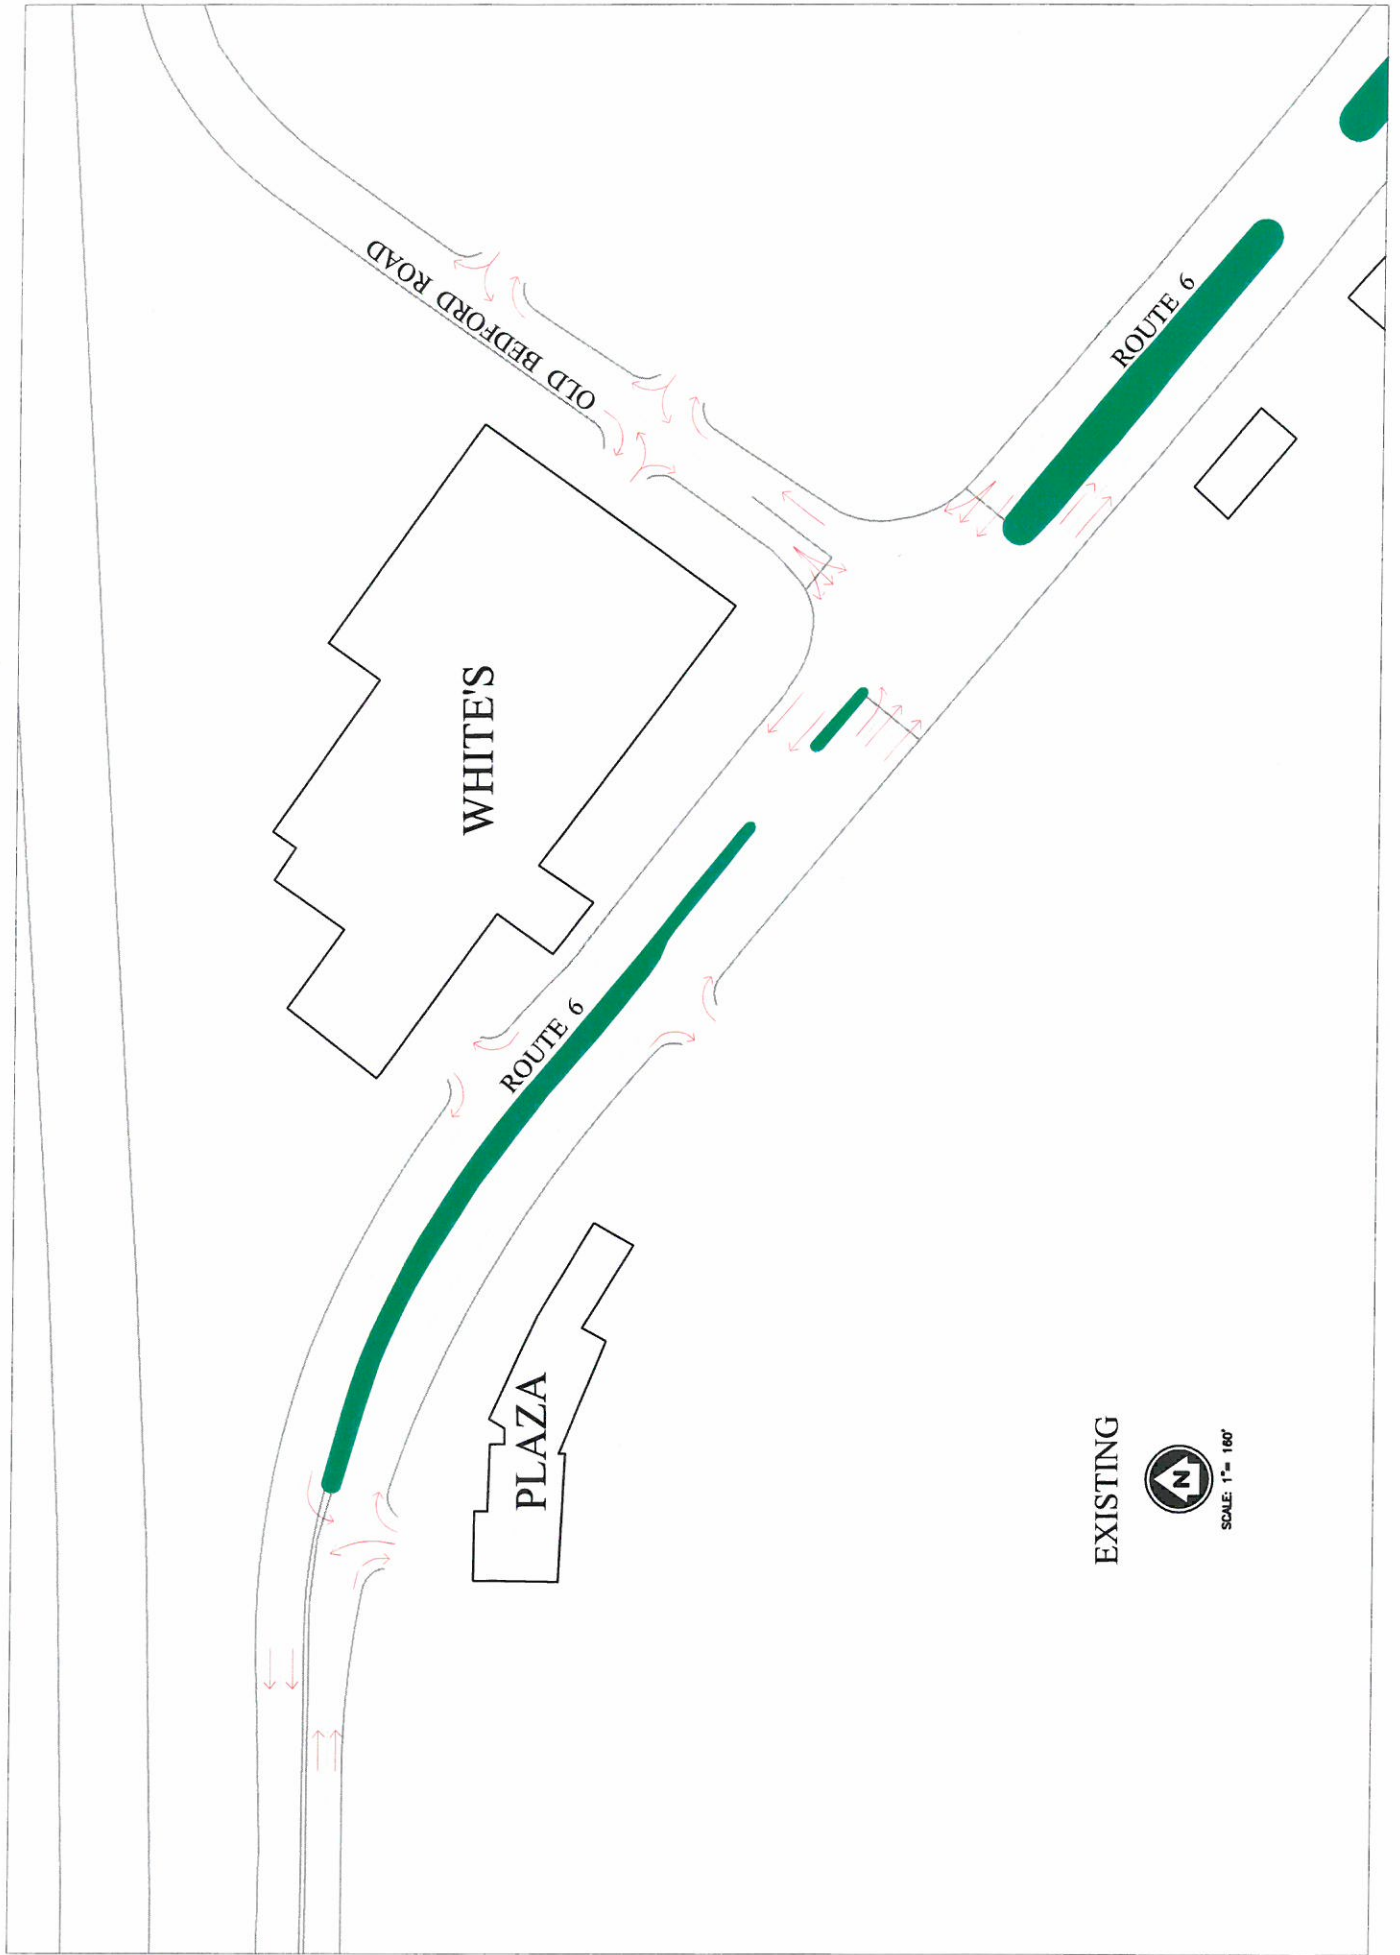 OLD BEDFORD ROAD
ROUTE 6
WHITE'S
ROUTE 6
PLAZA
EXISTING
N
SCALE: 1"= 160'